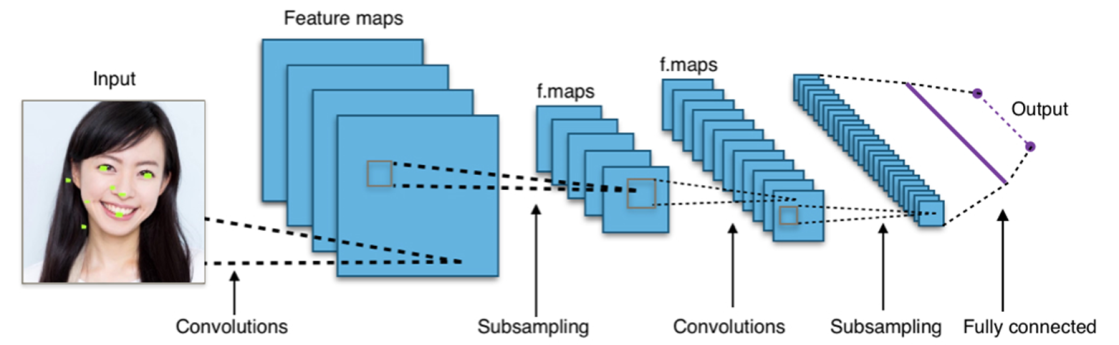 Feature maps
Input
f.maps
f.maps
Output
Convolutions
Subsampling
Convolutions
Subsampling
Fully connected